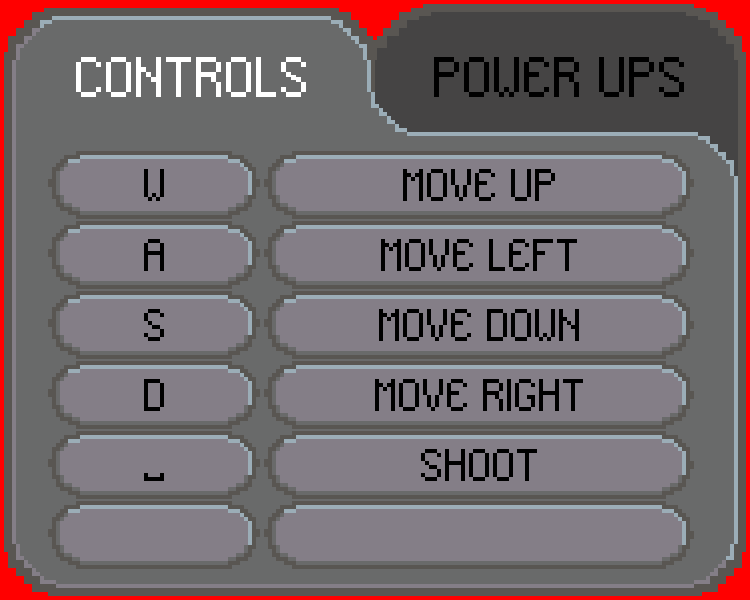 CONTROLS POWER UPS
W MOVE UP
A MOVE LEFT
S MOVE DOWN
D MOVE RIGHT
⎵ SHOOT